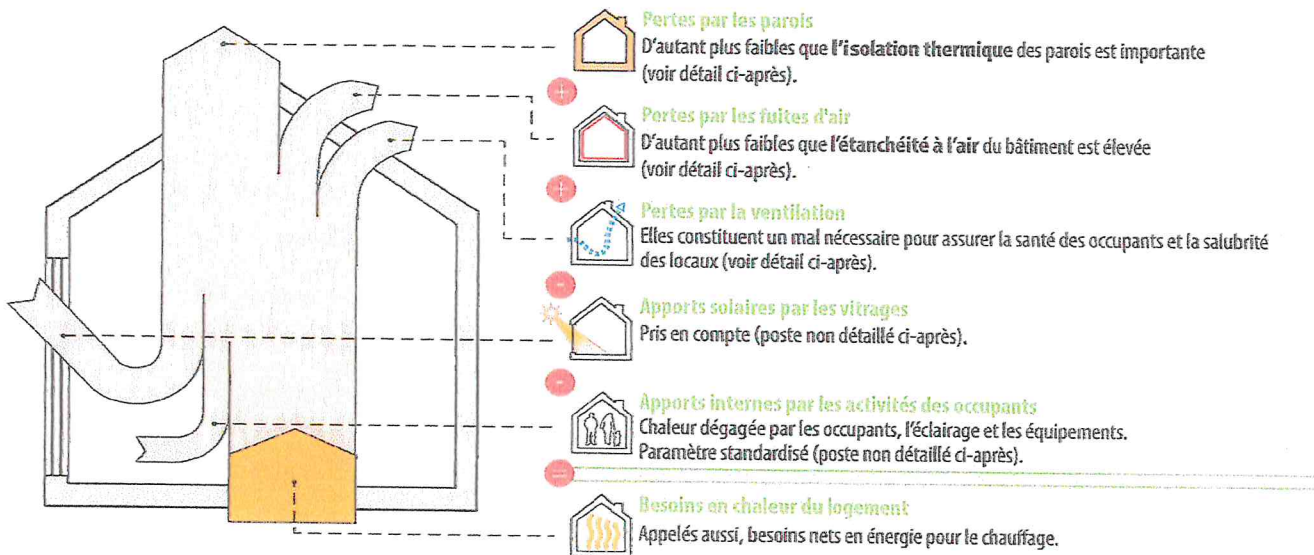 Pertes par les parois
D'autant plus faibles que l'isolation thermique des parois est importante
(voir détail ci-après).
+
Pertes par les fuites d'air
D'autant plus faibles que l'étanchéité à l'air du bâtiment est élevée
(voir détail ci-après).
+
Pertes par la ventilation
Elles constituent un mal nécessaire pour assurer la santé des occupants et la salubrité
des locaux (voir détail ci-après).
-
Apports solaires par les vitrages
Pris en compte (poste non détaillé ci-après).
-
Apports internes par les activités des occupants
Chaleur dégagée par les occupants, l'éclairage et les équipements.
Paramètre standardisé (poste non détaillé ci-après).
=
Besoins en chaleur du logement
Appelés aussi, besoins nets en énergie pour le chauffage.